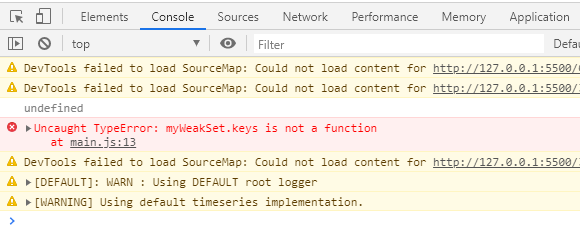 Elements Console Sources Network Performance Memory Application
top Filter
DevTools failed to load SourceMap: Could not load content for http://127.0.0.1:5500/
DevTools failed to load SourceMap: Could not load content for http://127.0.0.1:5500/
undefined
Uncaught TypeError: myWeakSet.keys is not a function
at main.js:13
DevTools failed to load SourceMap: Could not load content for http://127.0.0.1:5500/
[DEFAULT]: WARN : Using DEFAULT root logger
[WARNING] Using default timeseries implementation.